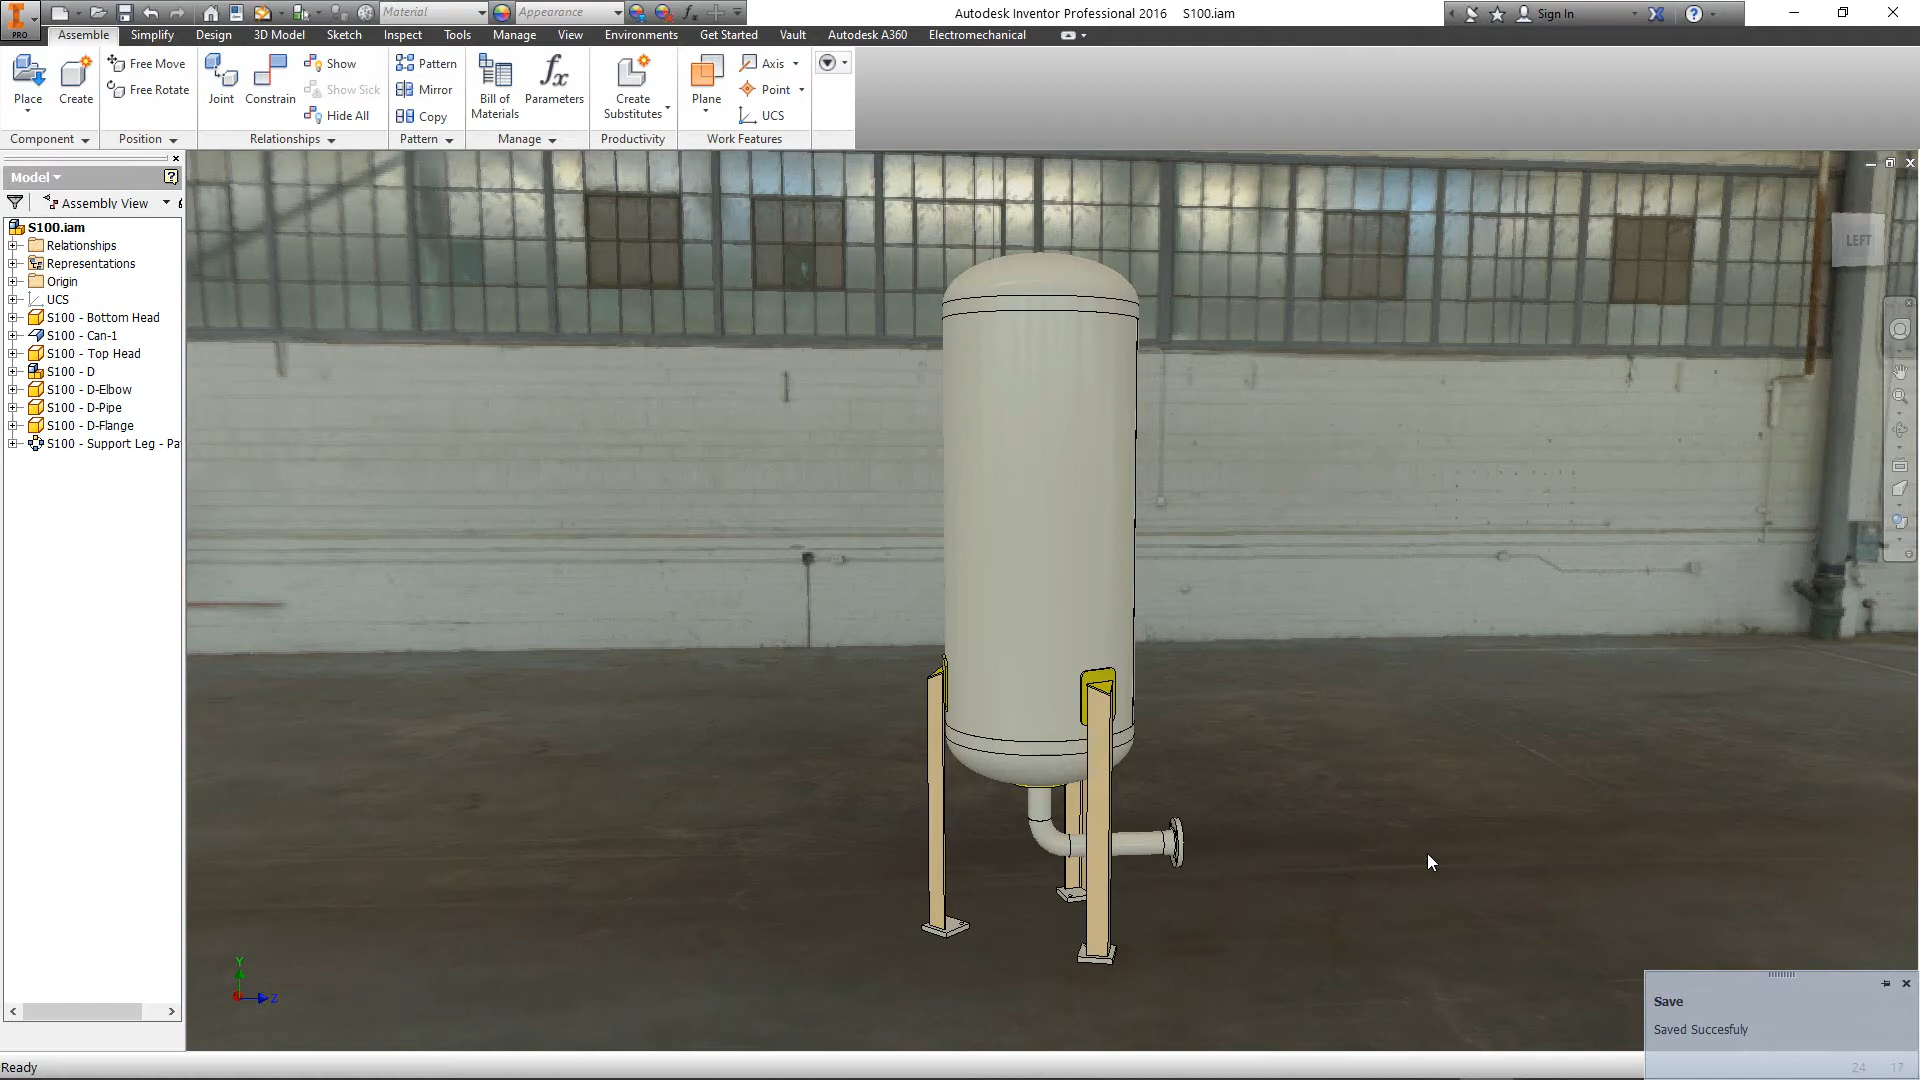 Material
Appearance
Autodesk Inventor Professional 2016 S100.iam
Sign In
PRO
Assemble Simplify Design 3D Model Sketch Inspect Tools Manage View Environments Get Started Vault Autodesk A360 Electromechanical
Place
Create
Free Move
Free Rotate
Joint
Constrain
Show
Show Sick
Hide All
Pattern
Mirror
Copy
Bill of
Materials
fx
Parameters
Create
Substitutes
Plane
Axis
Point
UCS
Component Position Relationships Pattern Manage Productivity Work Features
Model
Assembly View
S100.iam
Relationships
Representations
Origin
UCS
S100 - Bottom Head
S100 - Can-1
S100 - Top Head
S100 - D
S100 - D-Elbow
S100 - D-Pipe
S100 - D-Flange
S100 - Support Leg - Pa
LEFT
Y
Z
Save
Saved Succesfuly
Ready
24 17